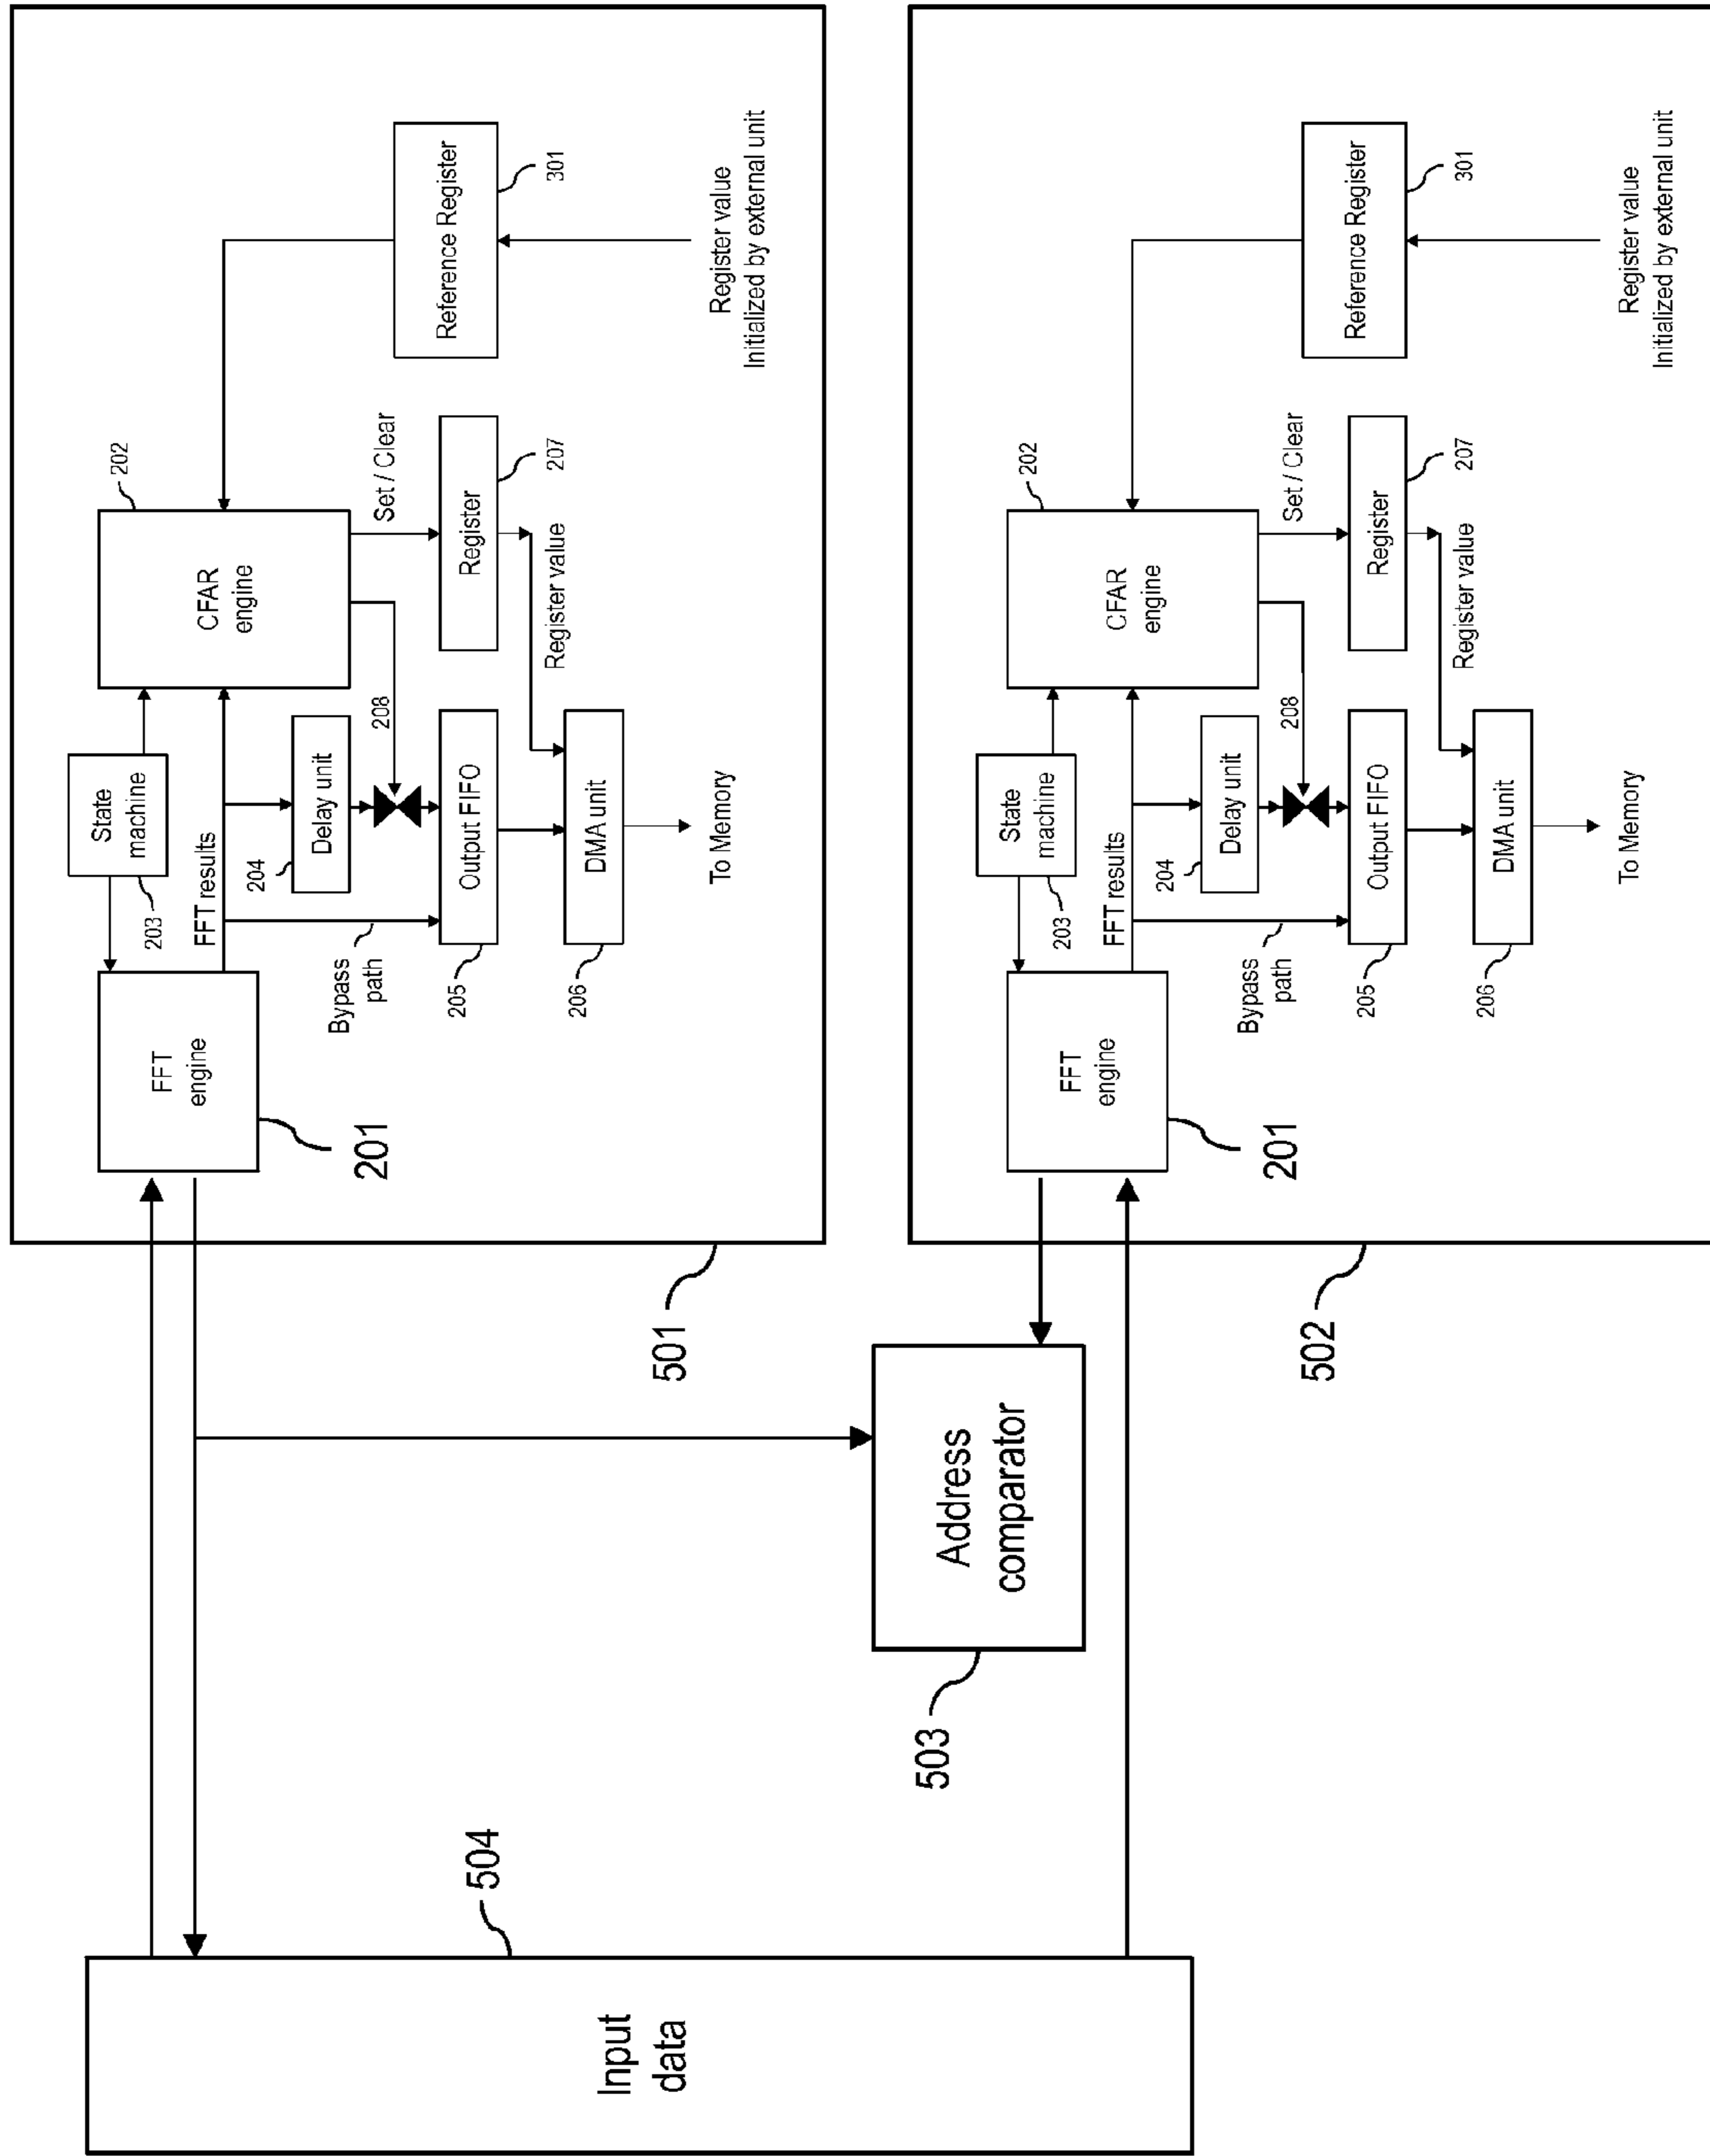 Input
data
504
Address
comparator
503
501
FFT
engine
201
State
machine
203
CFAR
engine
202
FFT results
Bypass
path
Delay unit
204
208
Set / Clear
Output FIFO
205
Register
207
Register value
DMA unit
206
To Memory
Reference Register
301
Register value
Initialized by external unit
502
FFT
engine
201
State
machine
203
CFAR
engine
202
FFT results
Bypass
path
Delay unit
204
208
Set / Clear
Output FIFO
205
Register
207
Register value
DMA unit
206
To Memory
Reference Register
301
Register value
Initialized by external unit